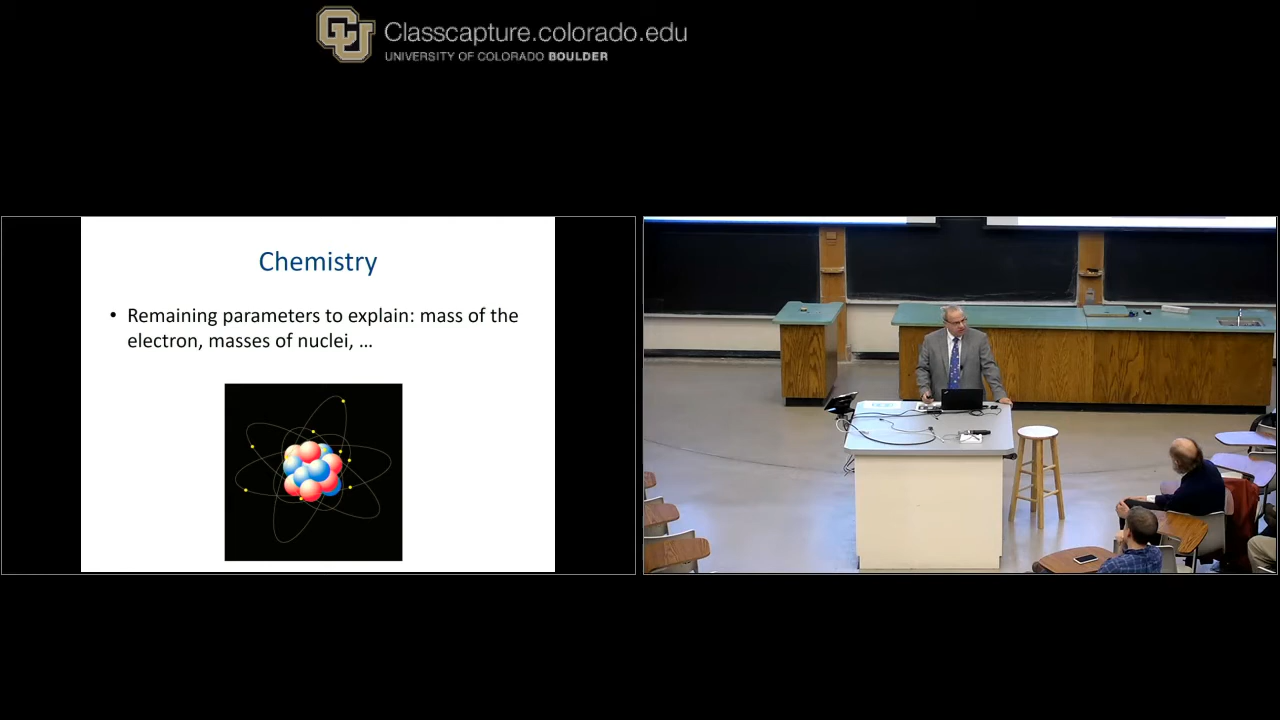 Classcapture.colorado.edu
UNIVERSITY OF COLORADO BOULDER
Chemistry
• Remaining parameters to explain: mass of the
electron, masses of nuclei, ...